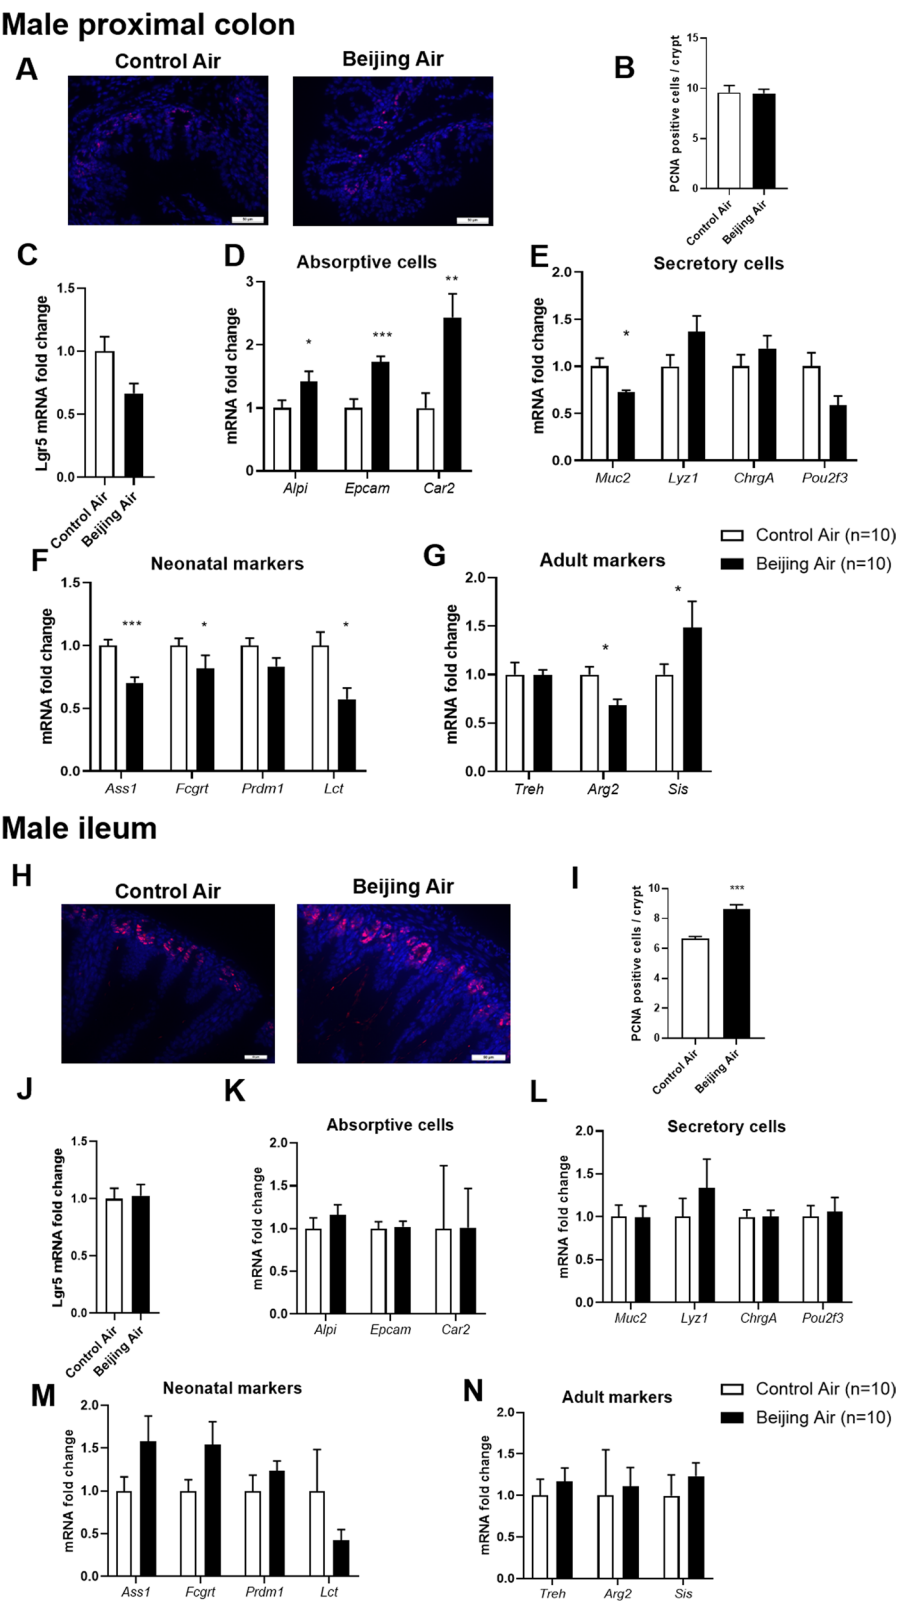 Male proximal colon
A
Control Air
Beijing Air
50 µm
50 µm
B
PCNA positive cells / crypt
15
10
5
0
Control Air
Beijing Air
C
Lgr5 mRNA fold change
1.5
1.0
0.5
0.0
Control Air
Beijing Air
D
Absorptive cells
mRNA fold change
3
2
1
0
*
***
**
Alpi
Epcam
Car2
E
Secretory cells
mRNA fold change
2.0
1.5
1.0
0.5
0.0
*
Muc2
Lyz1
ChrgA
Pou2f3
Control Air (n=10)
Beijing Air (n=10)
F
Neonatal markers
mRNA fold change
1.5
1.0
0.5
0.0
***
*
*
Ass1
Fcgrt
Prdm1
Lct
G
Adult markers
mRNA fold change
2.0
1.5
1.0
0.5
0.0
*
*
Treh
Arg2
Sis
Male ileum
H
Control Air
Beijing Air
50 µm
I
PCNA positive cells / crypt
10
8
6
4
2
0
***
Control Air
Beijing Air
J
Lgr5 mRNA fold change
1.5
1.0
0.5
0.0
Control Air
Beijing Air
K
Absorptive cells
mRNA fold change
2.0
1.5
1.0
0.5
0.0
Alpi
Epcam
Car2
L
Secretory cells
mRNA fold change
2.0
1.5
1.0
0.5
0.0
Muc2
Lyz1
ChrgA
Pou2f3
M
Neonatal markers
mRNA fold change
2.0
1.5
1.0
0.5
0.0
Ass1
Fcgrt
Prdm1
Lct
N
Adult markers
mRNA fold change
2.0
1.5
1.0
0.5
0.0
Treh
Arg2
Sis
Control Air (n=10)
Beijing Air (n=10)